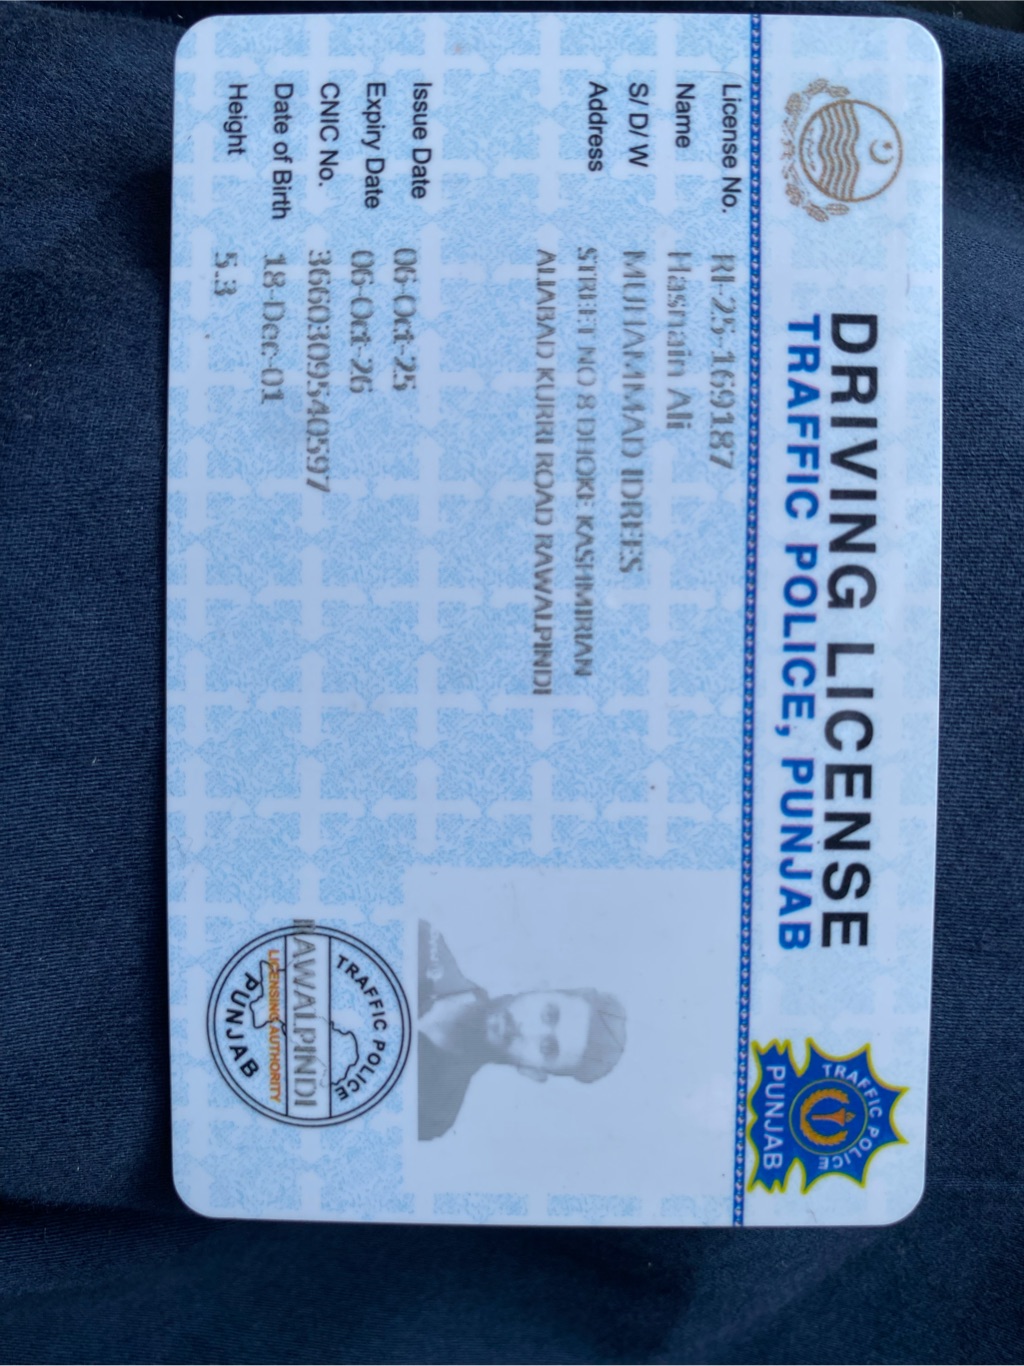 DRIVING LICENSE
TRAFFIC POLICE, PUNJAB
TRAFFIC POLICE
PUNJAB
License No. RI-25-169187
Name Hasnain Ali
S/ D/ W MUHAMMAD IDREES
Address STREET NO 8 DHOKE KASHMIRIAN
ALIABAD KURRI ROAD RAWALPINDI
Issue Date 06-Oct-25
Expiry Date 06-Oct-26
CNIC No. 3660309540597
Date of Birth 18-Dec-01
Height 5.3
TRAFFIC POLICE
RAWALPINDI
LICENSING AUTHORITY
PUNJAB